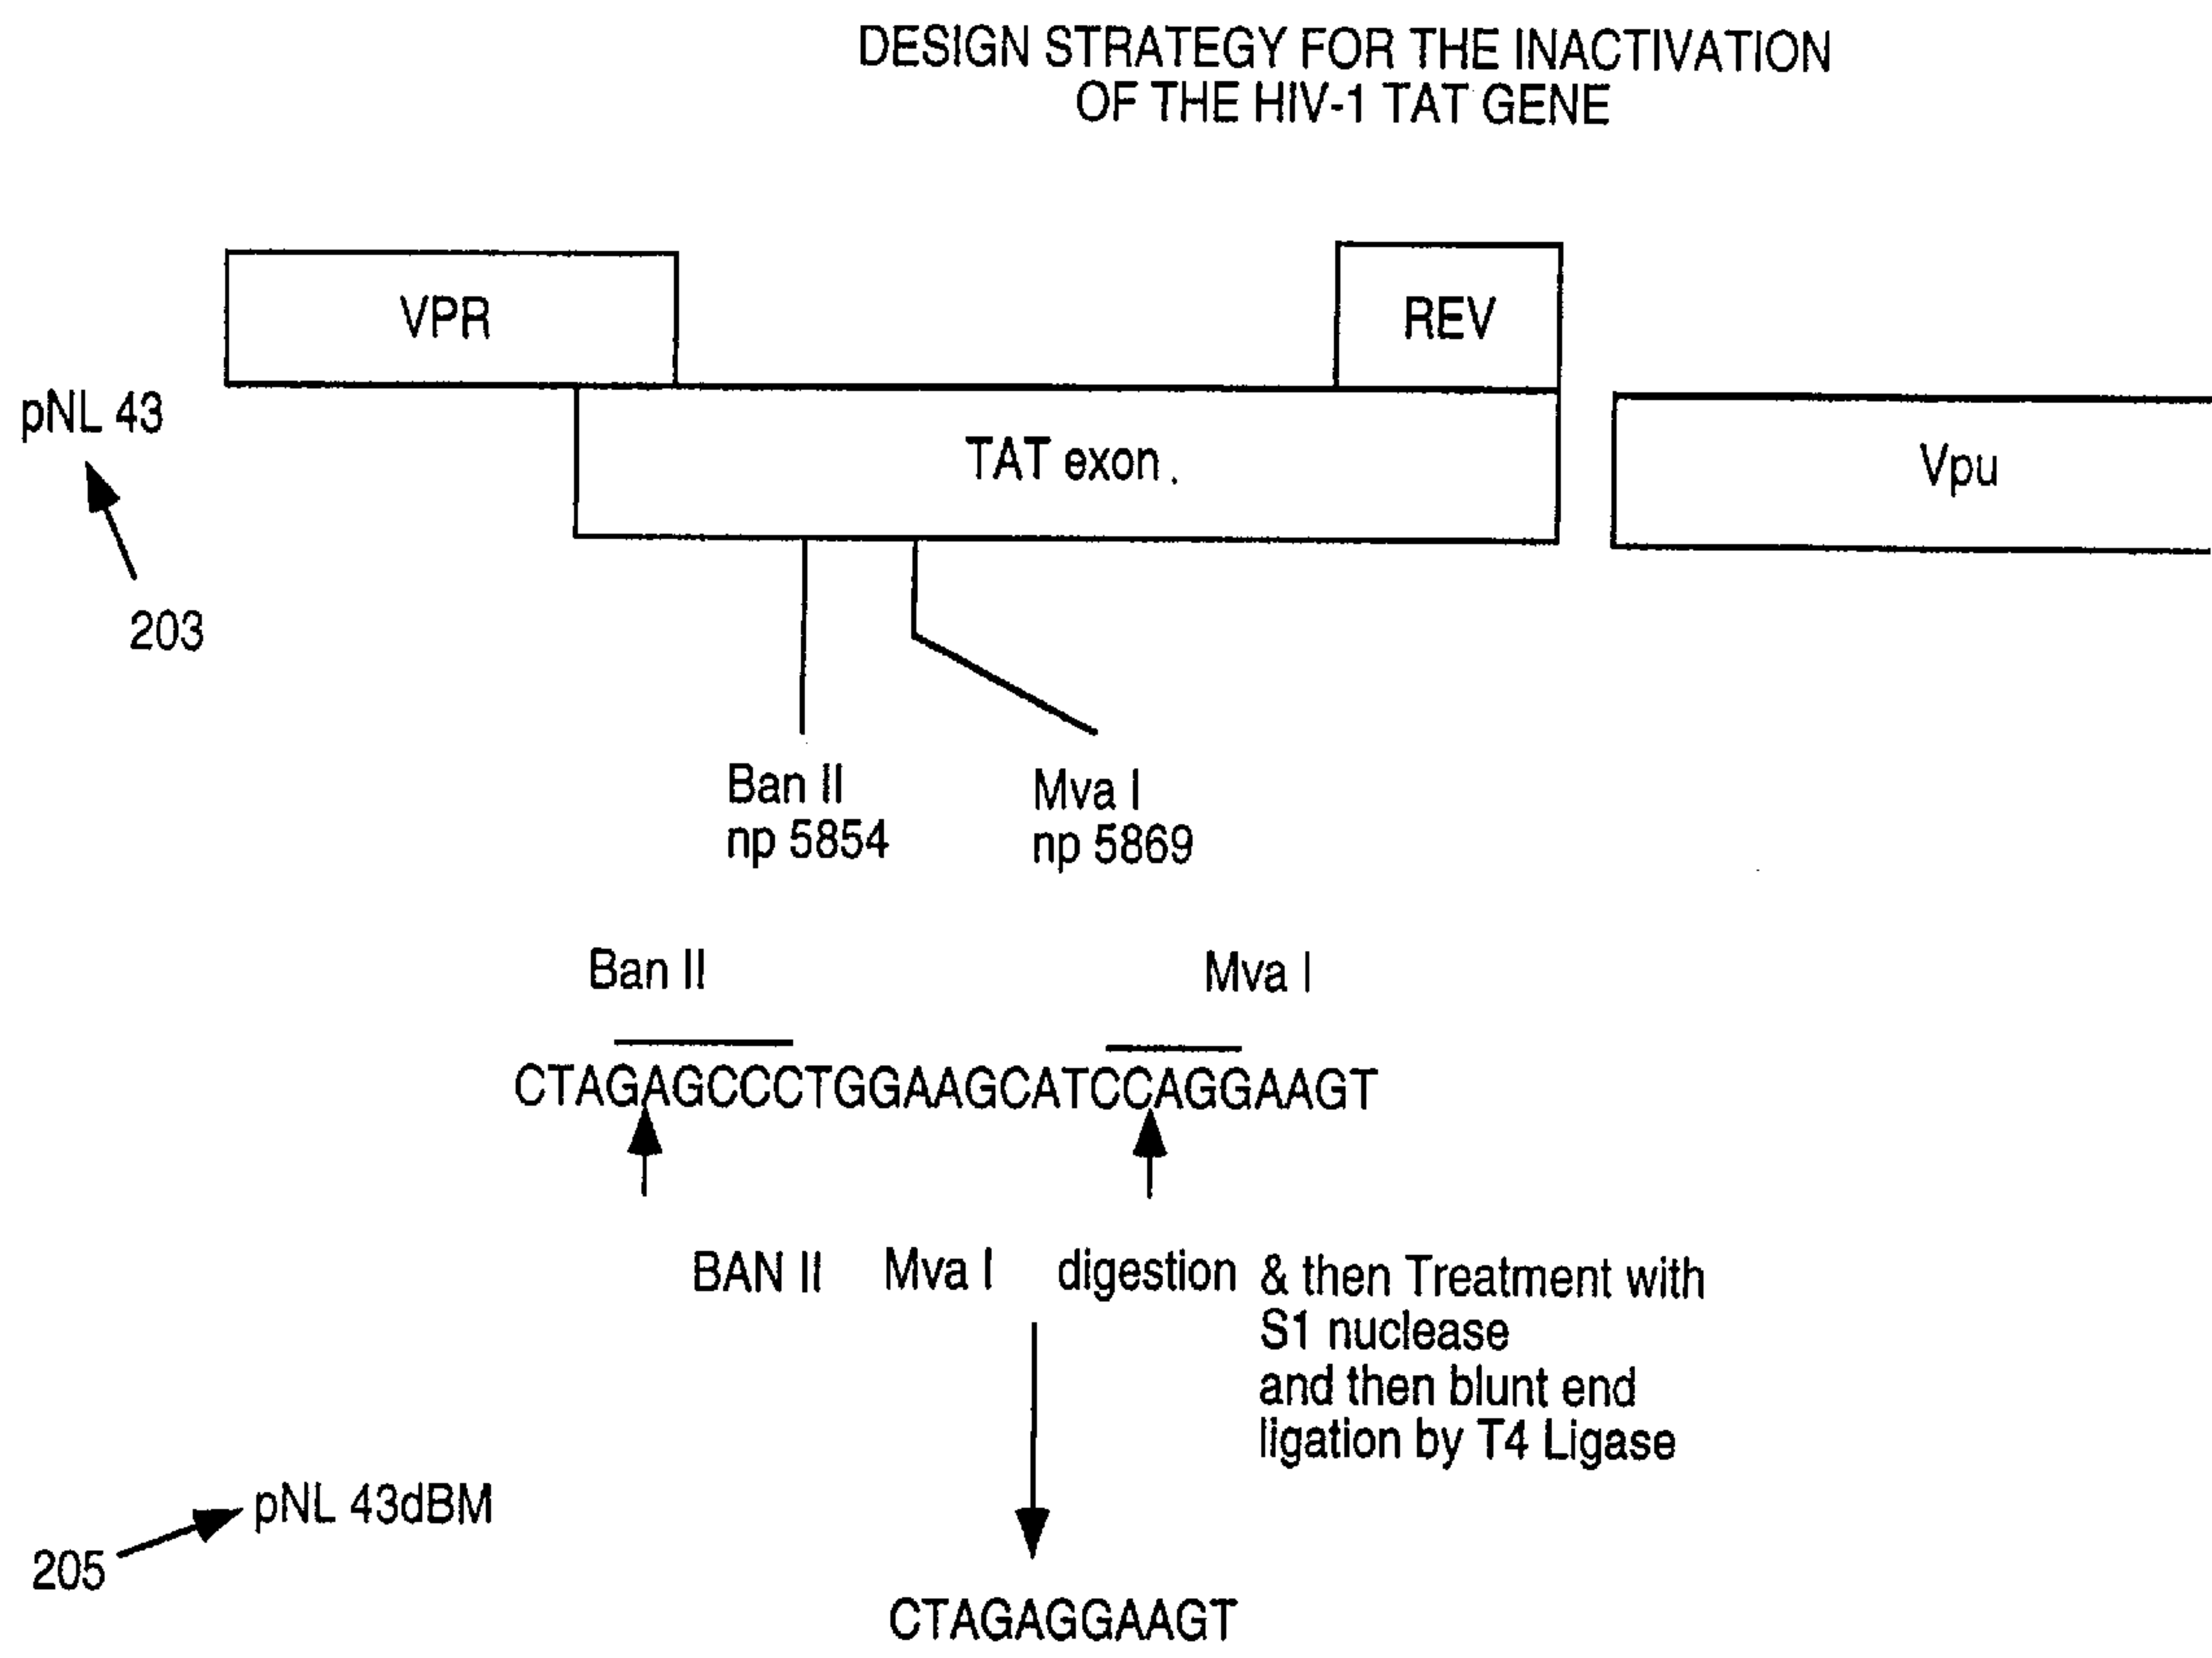 DESIGN STRATEGY FOR THE INACTIVATION
OF THE HIV-1 TAT GENE
VPR
REV
pNL 43
TAT exon.
Vpu
203
Ban II
np 5854
Mva I
np 5869
Ban II
Mva I
CTAGAGCCCTGGAAGCATCCAGGAAGT
BAN II Mva I digestion & then Treatment with
S1 nuclease
and then blunt end
ligation by T4 Ligase
pNL 43dBM
205
CTAGAGGAAGT